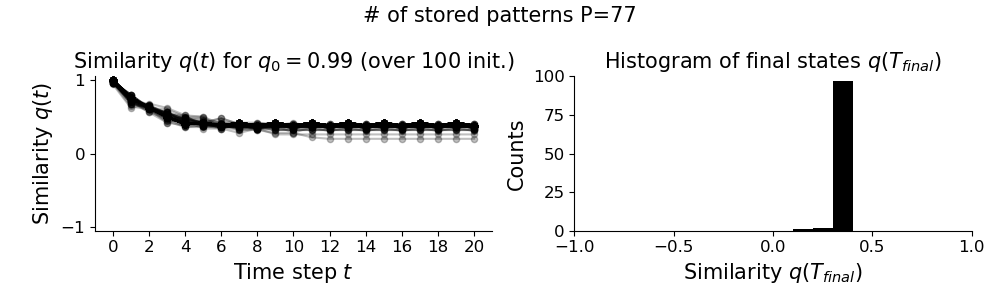 # of stored patterns P=77
Similarity q(t) for q₀ = 0.99 (over 100 init.)
1
0
−1
Similarity q(t)
0 2 4 6 8 10 12 14 16 18 20
Time step t
Histogram of final states q(T_final)
100
75
50
25
0
Counts
−1.0 −0.5 0.0 0.5 1.0
Similarity q(T_final)